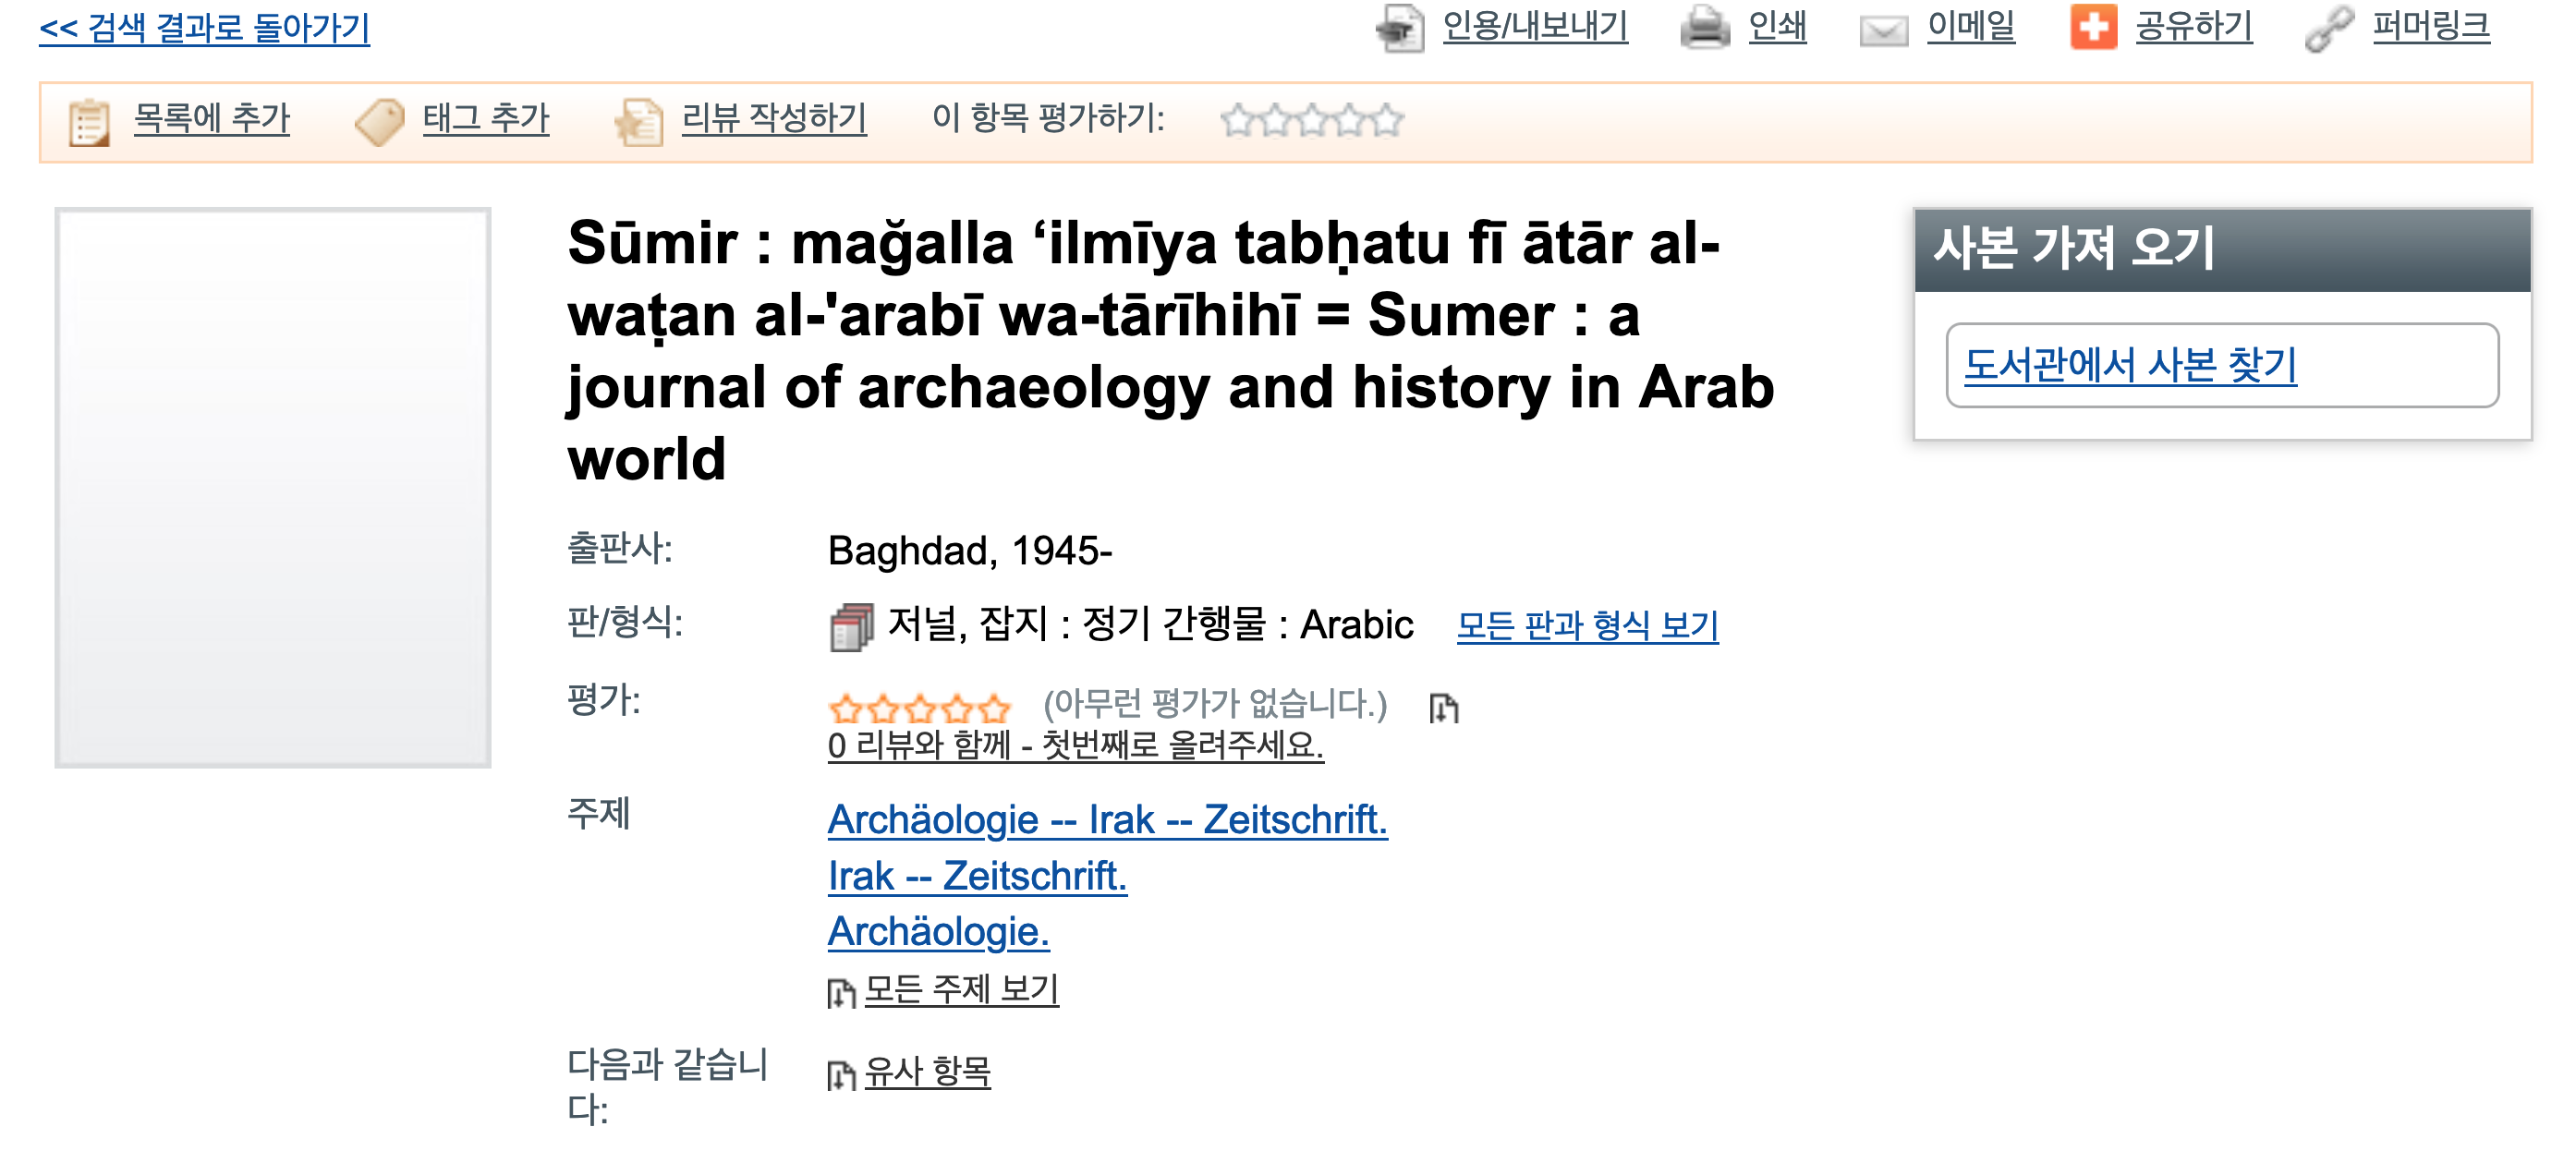 << 검색 결과로 돌아가기
인용/내보내기 인쇄 이메일 공유하기 퍼머링크
목록에 추가 태그 추가 리뷰 작성하기 이 항목 평가하기:
Sūmir : mağalla ‘ilmīya tabḥatu fī ātār al-
waṭan al-'arabī wa-tārīhihī = Sumer : a
journal of archaeology and history in Arab
world
사본 가져 오기
도서관에서 사본 찾기
출판사: Baghdad, 1945-
판/형식: 저널, 잡지 : 정기 간행물 : Arabic 모든 판과 형식 보기
평가: (아무런 평가가 없습니다.)
0 리뷰와 함께 - 첫번째로 올려주세요.
주제 Archäologie -- Irak -- Zeitschrift.
Irak -- Zeitschrift.
Archäologie.
모든 주제 보기
다음과 같습니 유사 항목
다: